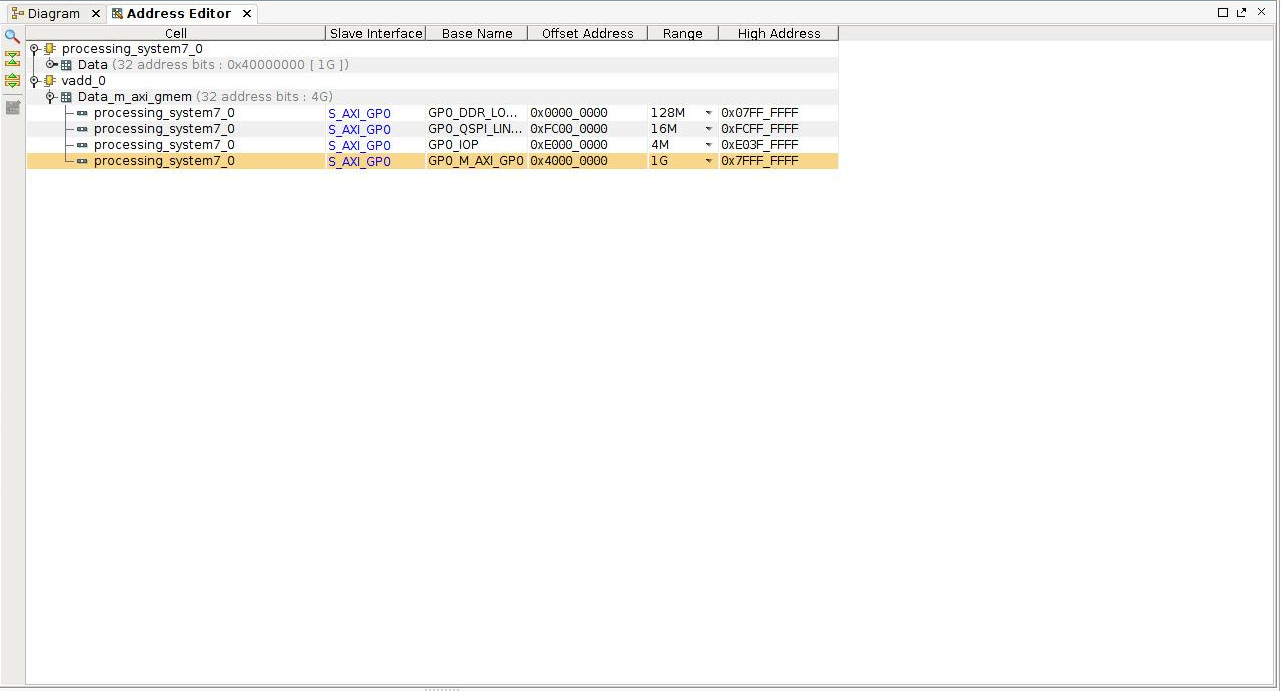 Diagram Address Editor
Cell Slave Interface Base Name Offset Address Range High Address
processing_system7_0
Data (32 address bits : 0x40000000 [ 1G ])
vadd_0
Data_m_axi_gmem (32 address bits : 4G)
processing_system7_0 S_AXI_GP0 GP0_DDR_LO... 0x0000_0000 128M 0x07FF_FFFF
processing_system7_0 S_AXI_GP0 GP0_QSPI_LIN... 0xFC00_0000 16M 0xFCFF_FFFF
processing_system7_0 S_AXI_GP0 GP0_IOP 0xE000_0000 4M 0xE03F_FFFF
processing_system7_0 S_AXI_GP0 GP0_M_AXI_GP0 0x4000_0000 1G 0x7FFF_FFFF